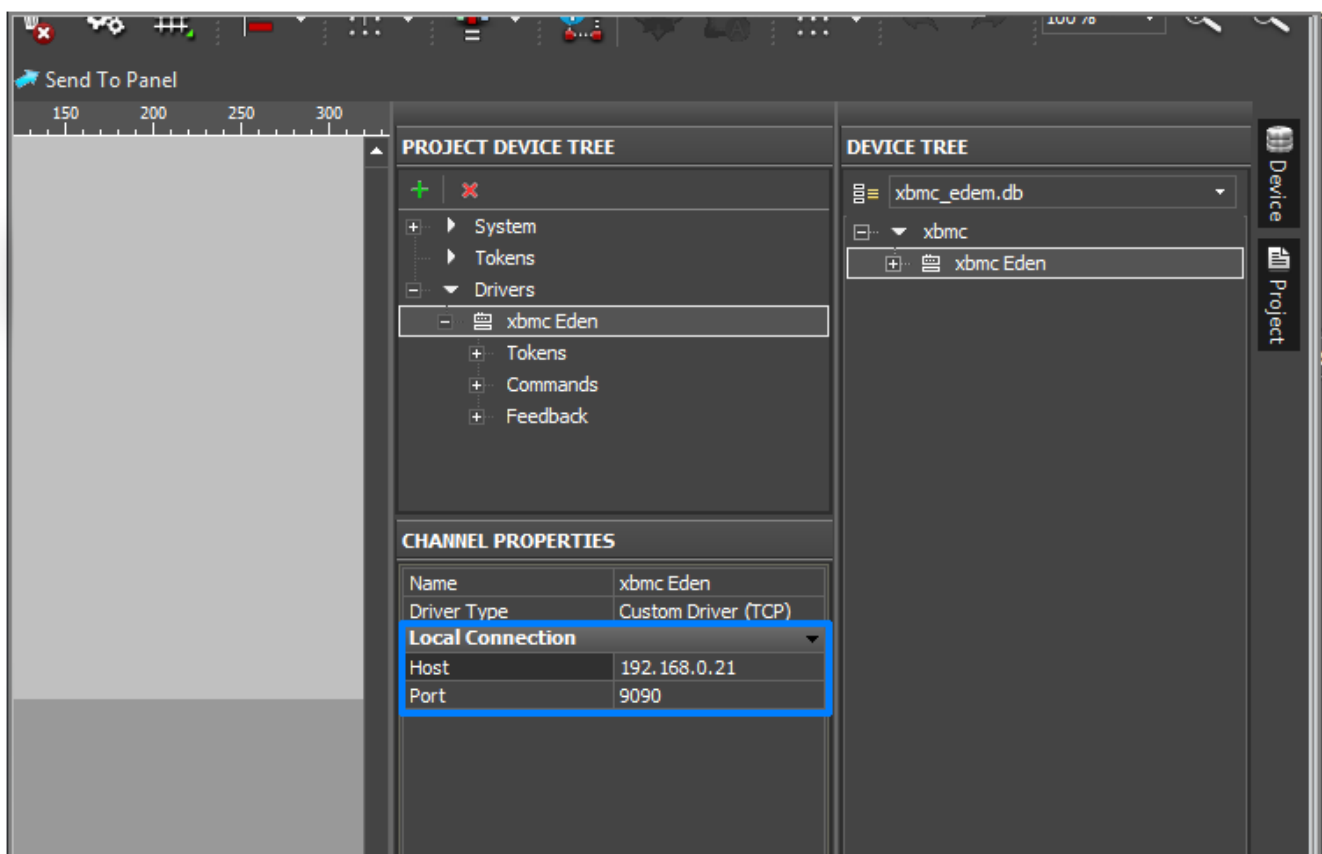 100 %
Send To Panel
150 200 250 300
PROJECT DEVICE TREE
System
Tokens
Drivers
xbmc Eden
Tokens
Commands
Feedback
CHANNEL PROPERTIES
Name xbmc Eden
Driver Type Custom Driver (TCP)
Local Connection
Host 192.168.0.21
Port 9090
DEVICE TREE
xbmc_edem.db
xbmc
xbmc Eden
Device
Project